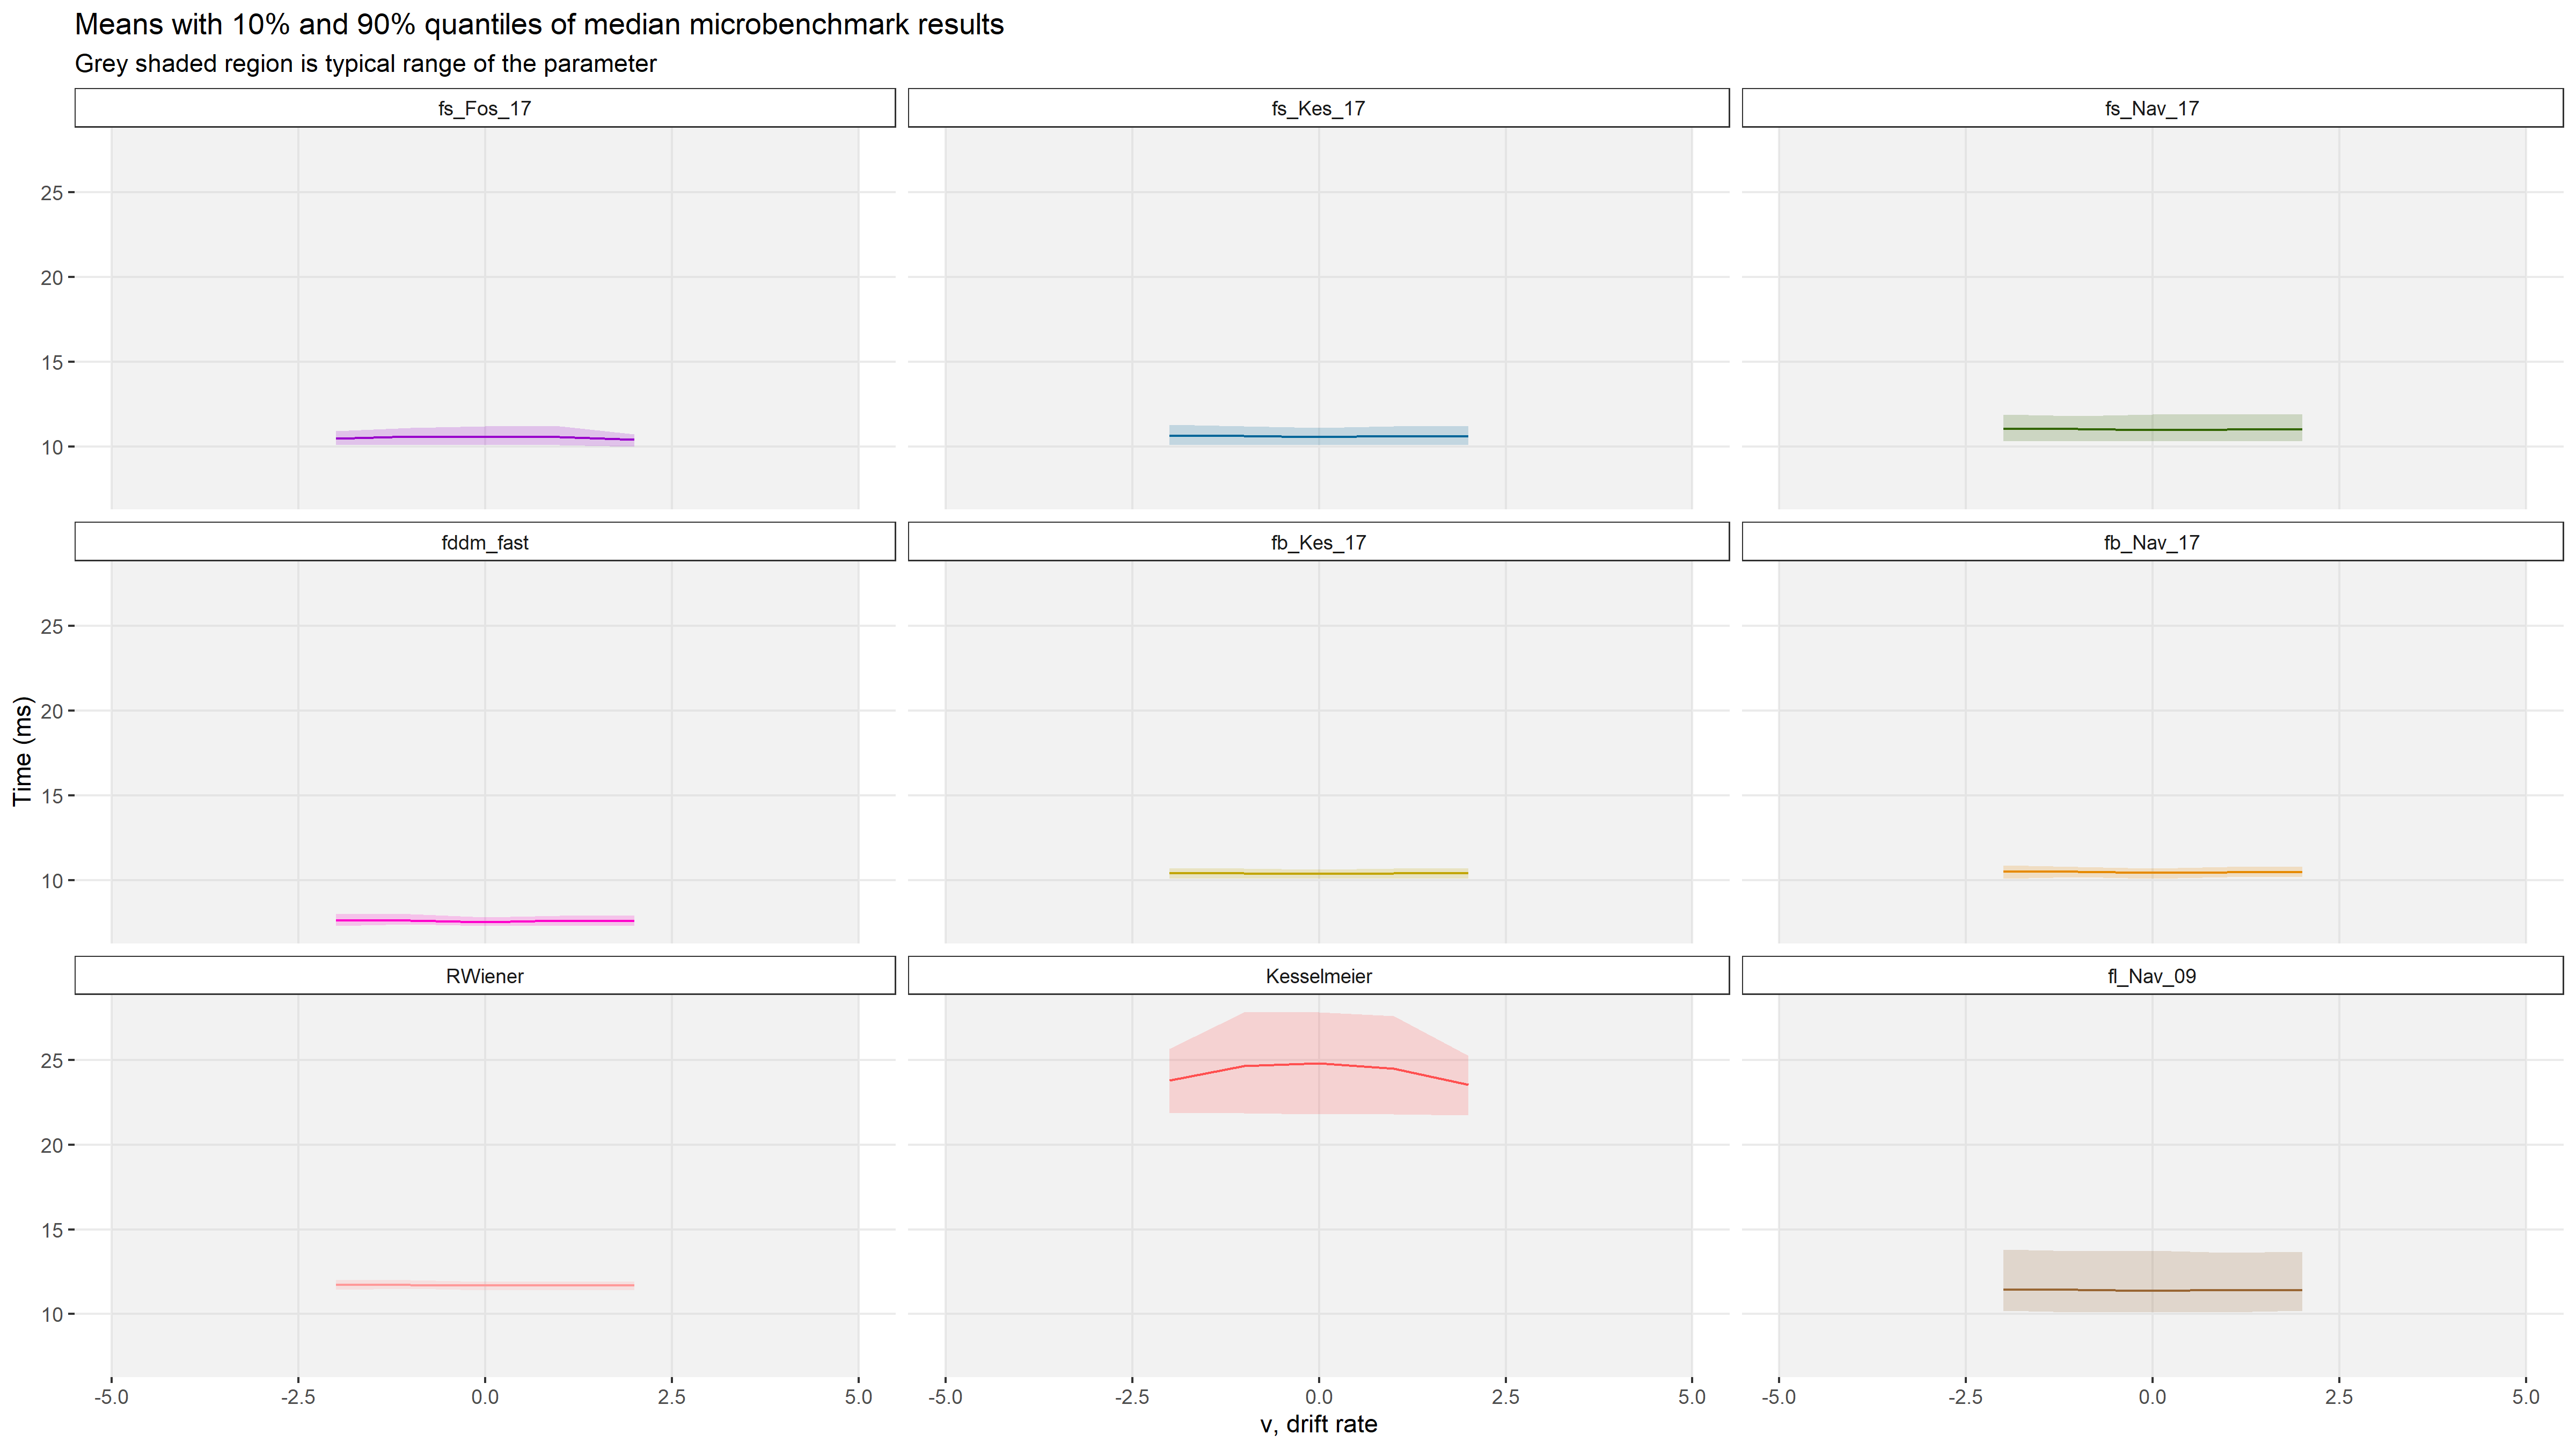 Means with 10% and 90% quantiles of median microbenchmark results
Grey shaded region is typical range of the parameter
fs_Fos_17 fs_Kes_17 fs_Nav_17
25
20
15
10
fddm_fast fb_Kes_17 fb_Nav_17
25
20
15
10
Time (ms)
RWiener Kesselmeier fl_Nav_09
25
20
15
10
-5.0 -2.5 0.0 2.5 5.0 -5.0 -2.5 0.0 2.5 5.0 -5.0 -2.5 0.0 2.5 5.0
v, drift rate